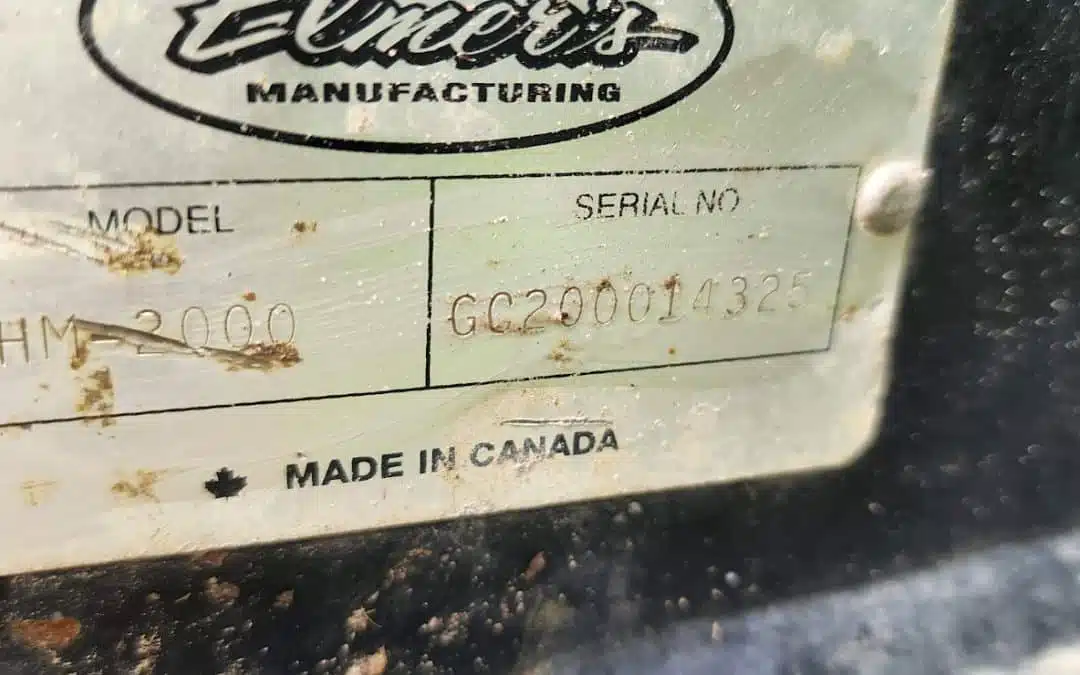 Elmer's
MANUFACTURING
MODEL
SERIAL NO
HM-2000
GC200014325
MADE IN CANADA